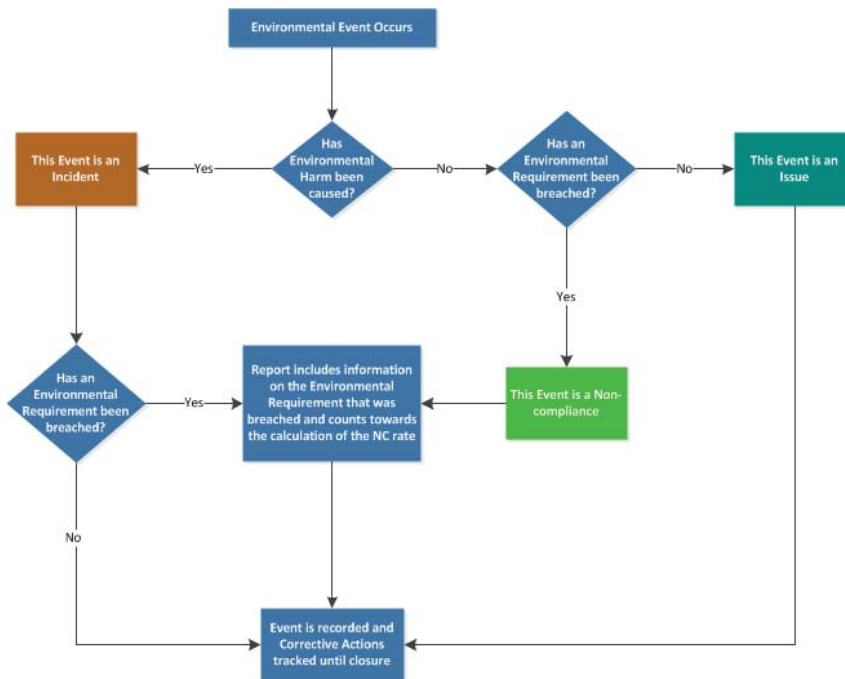 Environmental Event Occurs
This Event is an
Incident
Yes
Has
Environmental
Harm been
caused?
No
Has an
Environmental
Requirement been
breached?
No
This Event is an
Issue
Yes
Has an
Environmental
Requirement been
breached?
Yes
Report includes information
on the Environmental
Requirement that was
breached and counts towards
the calculation of the NC rate
This Event is a Non-
compliance
No
Event is recorded and
Corrective Actions
tracked until closure